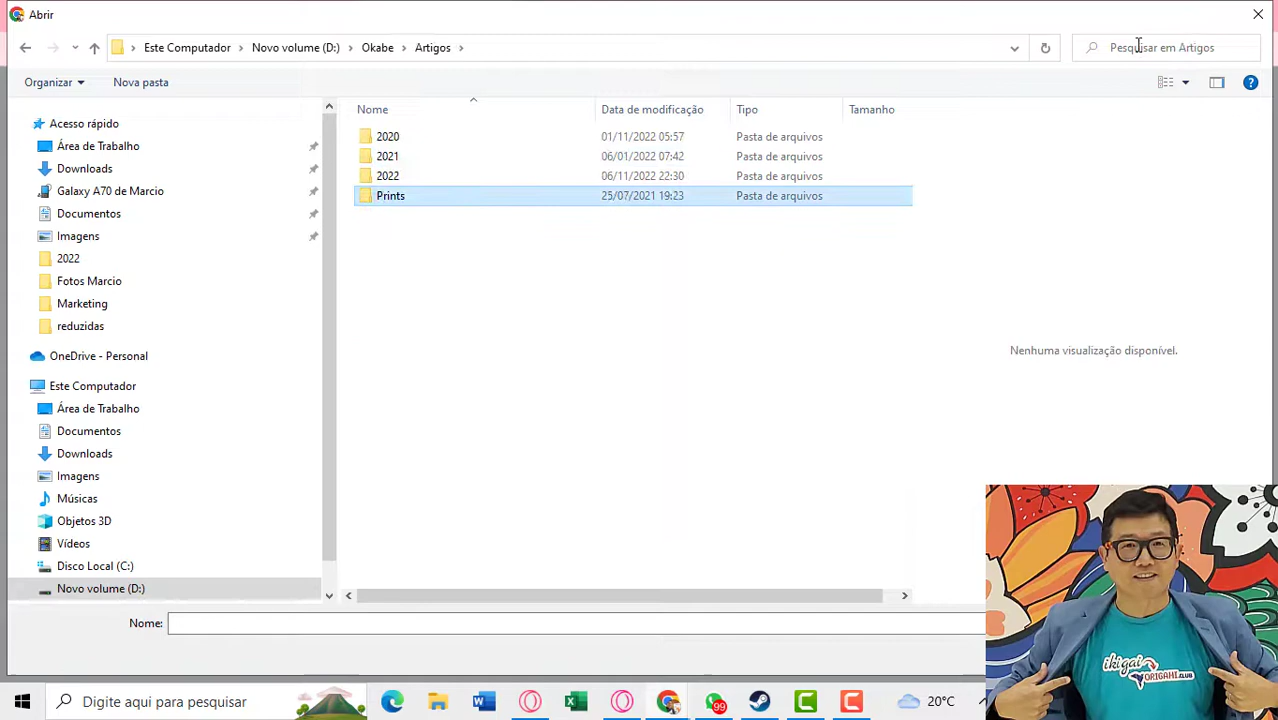 Abrir
Este Computador > Novo volume (D:) > Okabe > Artigos >
Pesquisar em Artigos
Organizar
Nova pasta
Acesso rápido
Área de Trabalho
Downloads
Galaxy A70 de Marcio
Documentos
Imagens
2022
Fotos Marcio
Marketing
reduzidas
OneDrive - Personal
Este Computador
Área de Trabalho
Documentos
Downloads
Imagens
Músicas
Objetos 3D
Vídeos
Disco Local (C:)
Novo volume (D:)
Nome Data de modificação Tipo Tamanho
2020 01/11/2022 05:57 Pasta de arquivos
2021 06/01/2022 07:42 Pasta de arquivos
2022 06/11/2022 22:30 Pasta de arquivos
Prints 25/07/2021 19:23 Pasta de arquivos
Nenhuma visualização disponível.
Nome:
ikigai
ORIGAMI.CLUB
Digite aqui para pesquisar
99
20°C